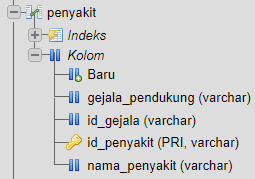 penyakit
Indeks
Kolom
Baru
gejala_pendukung (varchar)
id_gejala (varchar)
id_penyakit (PRI, varchar)
nama_penyakit (varchar)